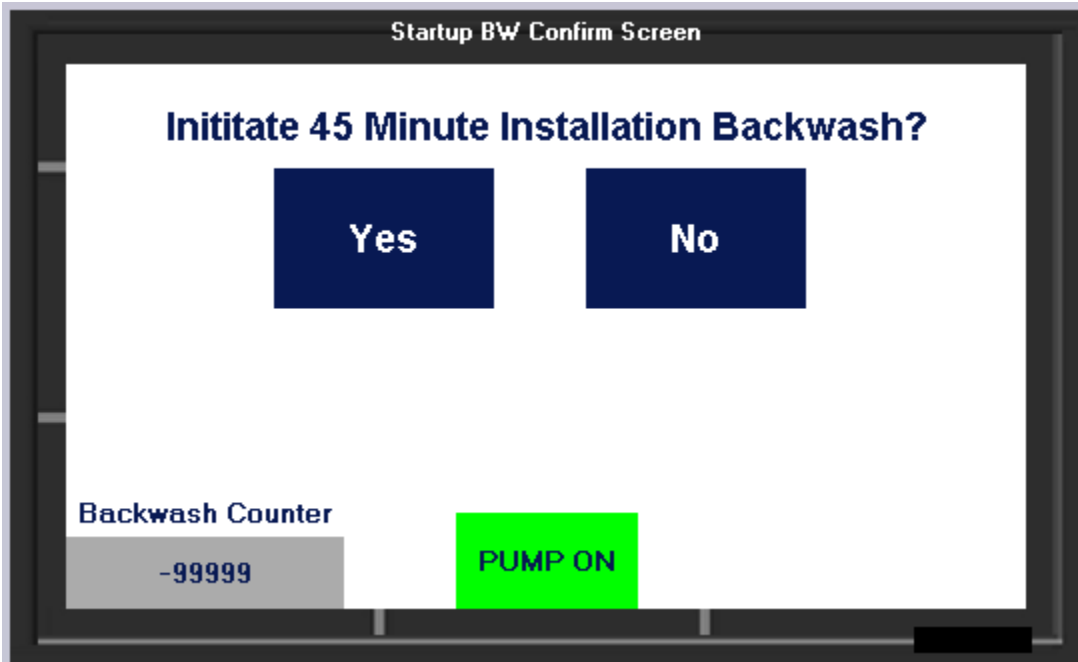 Startup BW Confirm Screen
Inititate 45 Minute Installation Backwash?
Yes No
Backwash Counter
-99999
PUMP ON